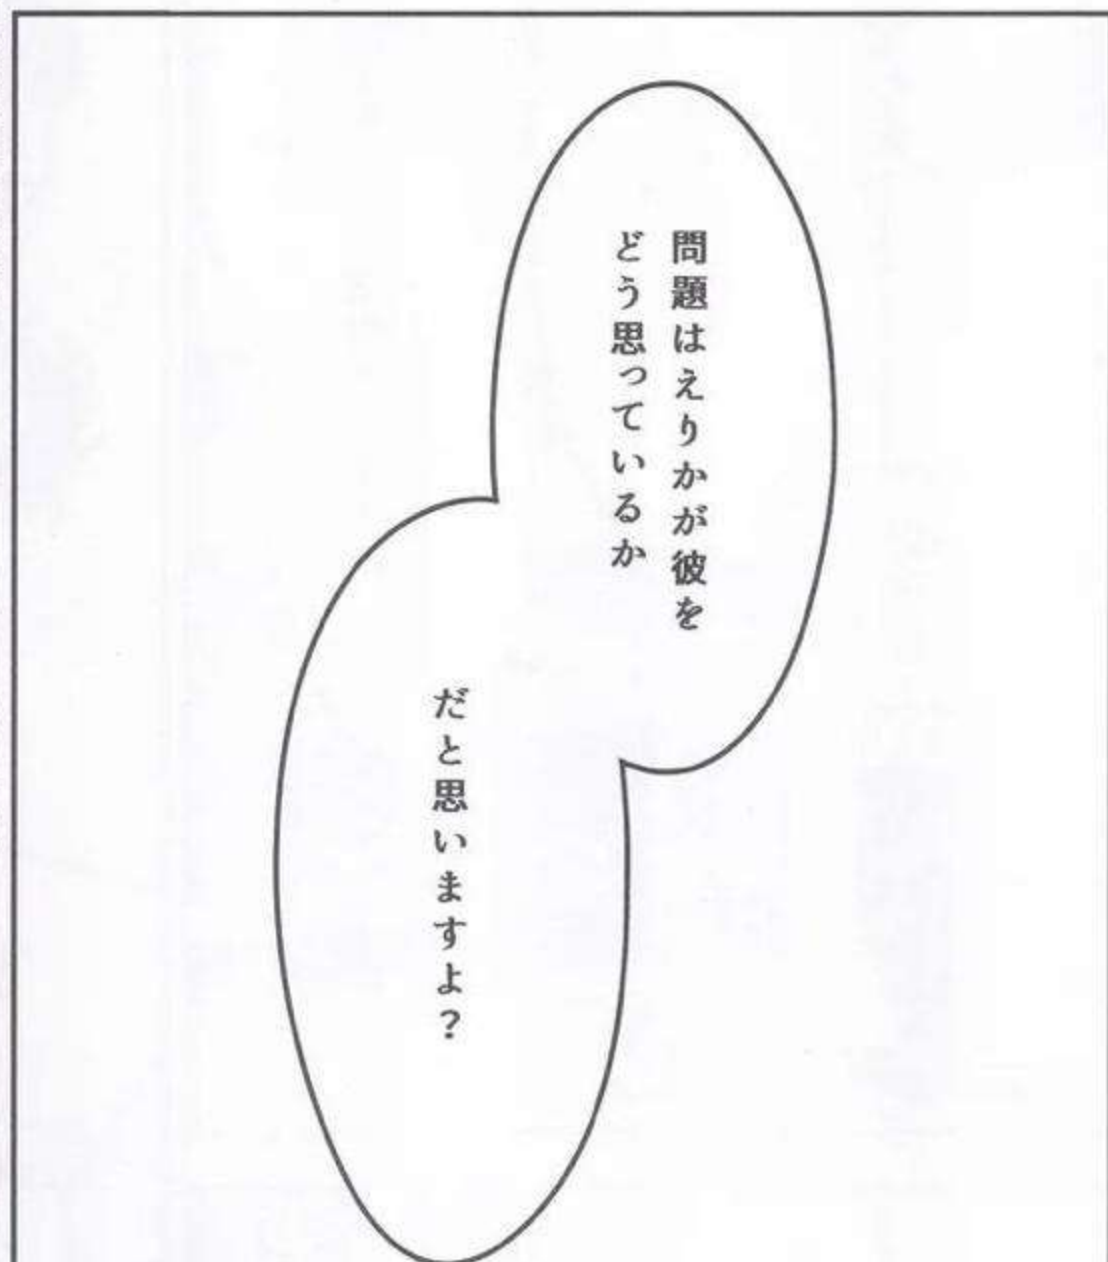 問題はえりかが彼を
どう思っているか
だと思いますよ？